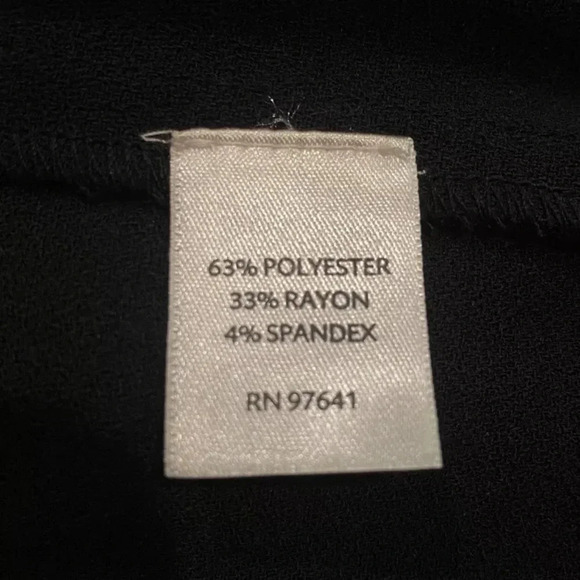 63% POLYESTER
33% RAYON
4% SPANDEX
RN 97641